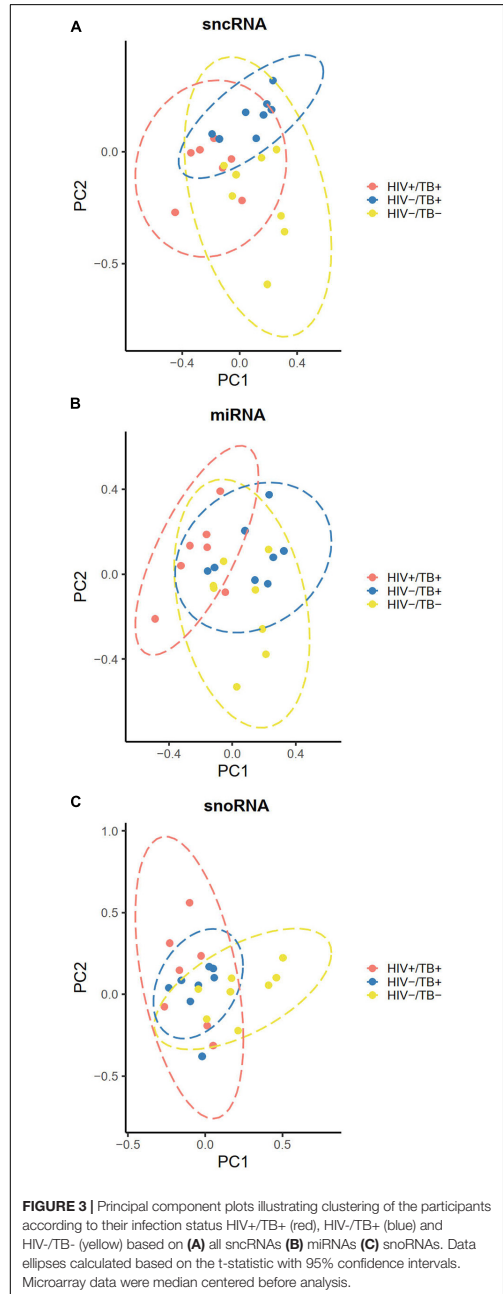 A
sncRNA
0.0
−0.5
PC2
−0.4
0.0
0.4
PC1
HIV+/TB+
HIV−/TB+
HIV−/TB−
B
miRNA
0.4
0.0
−0.4
PC2
−0.4
0.0
0.4
PC1
HIV+/TB+
HIV−/TB+
HIV−/TB−
C
snoRNA
1.0
0.5
0.0
−0.5
PC2
−0.5
0.0
0.5
PC1
HIV+/TB+
HIV−/TB+
HIV−/TB−
FIGURE 3 | Principal component plots illustrating clustering of the participants
according to their infection status HIV+/TB+ (red), HIV-/TB+ (blue) and
HIV-/TB- (yellow) based on (A) all sncRNAs (B) miRNAs (C) snoRNAs. Data
ellipses calculated based on the t-statistic with 95% confidence intervals.
Microarray data were median centered before analysis.